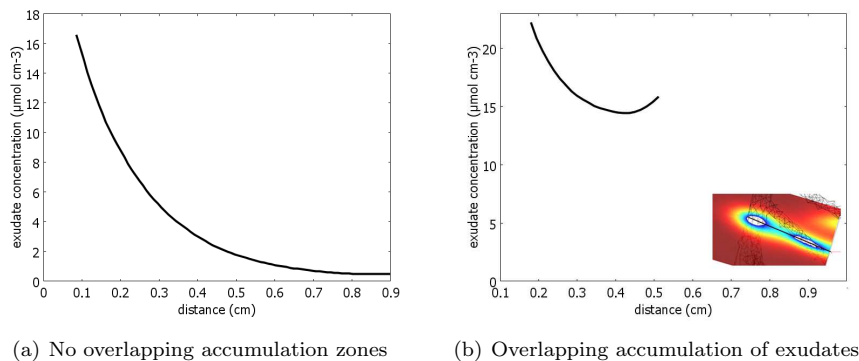 18
16
14
12
10
8
6
4
2
0
exudate concentration (µmol cm-3)
0 0.1 0.2 0.3 0.4 0.5 0.6 0.7 0.8 0.9
distance (cm)
(a) No overlapping accumulation zones
20
15
10
5
0
exudate concentration (µmol cm-3)
0.1 0.2 0.3 0.4 0.5 0.6 0.7 0.8 0.9
distance (cm)
(b) Overlapping accumulation of exudates